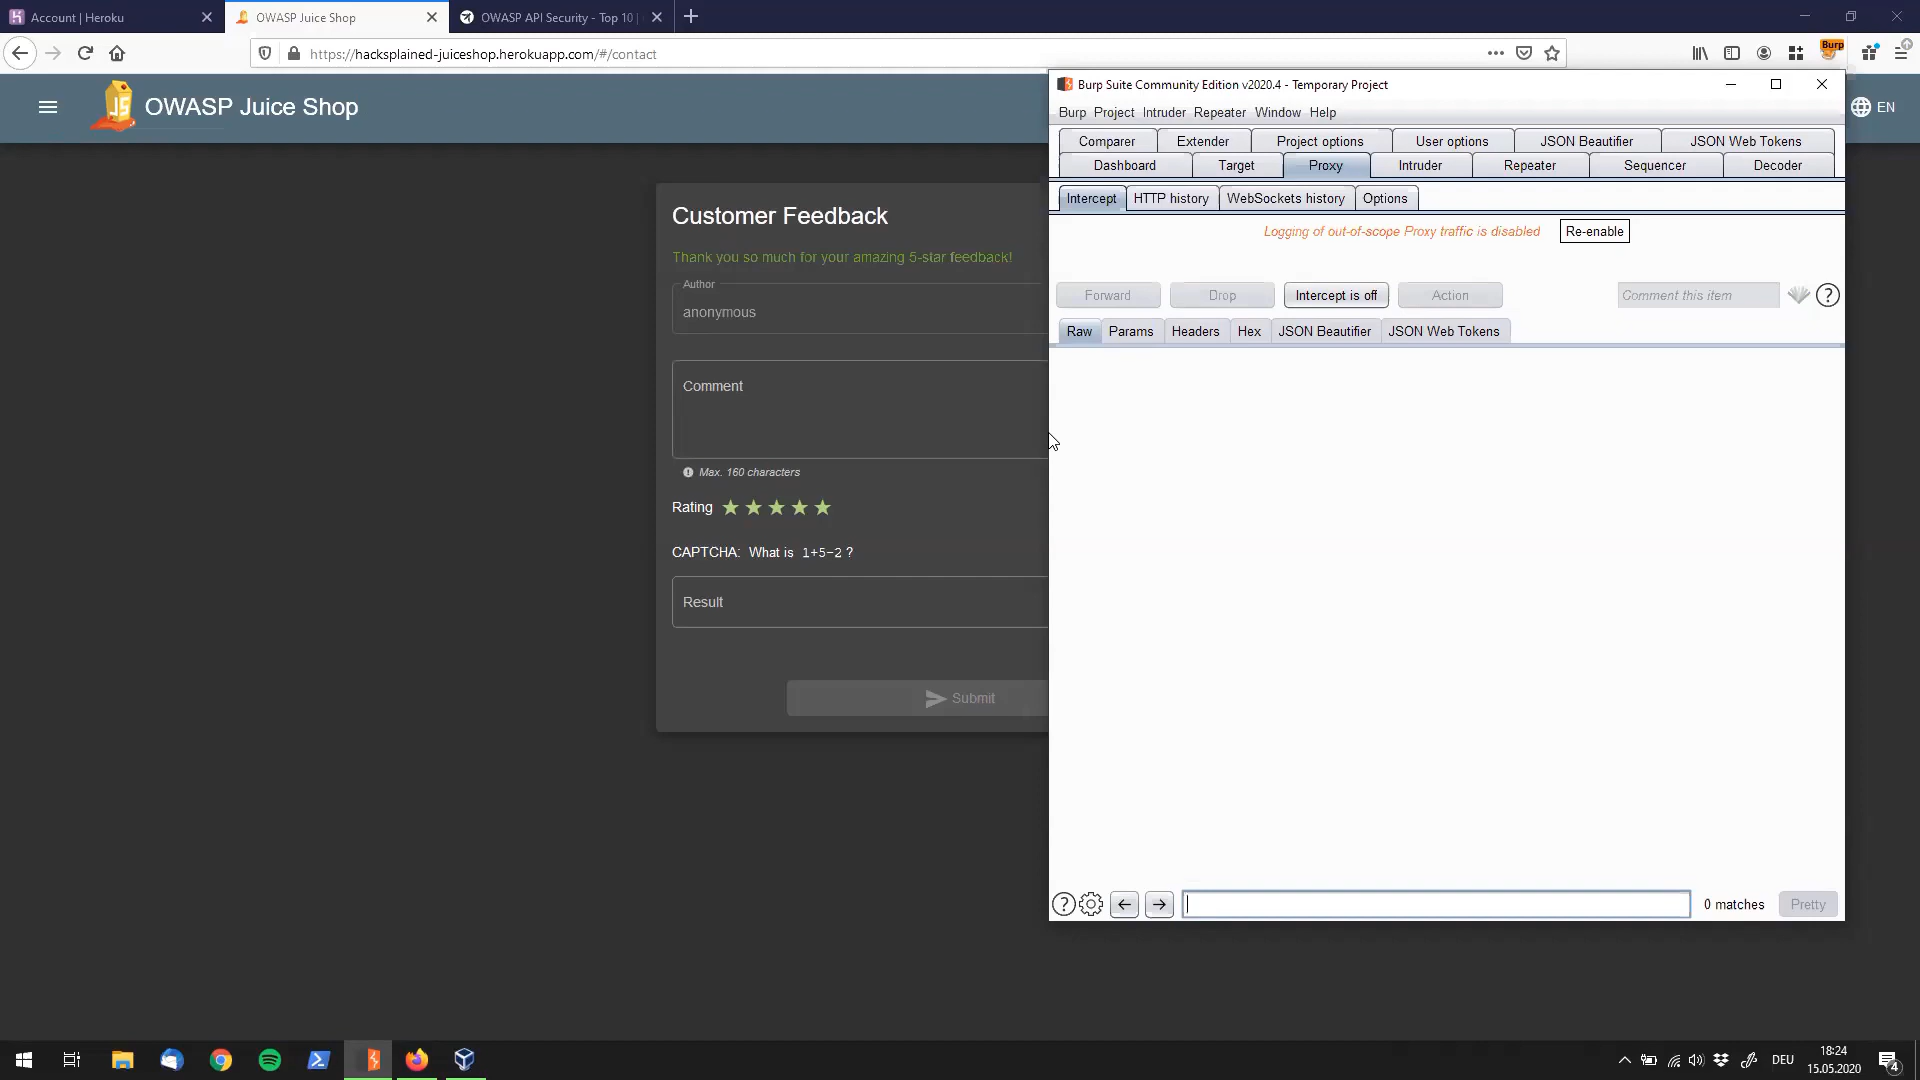 Account | Heroku
OWASP Juice Shop
OWASP API Security - Top 10 |
https://hacksplained-juiceshop.herokuapp.com/#/contact
Burp
OWASP Juice Shop
EN
Customer Feedback
Thank you so much for your amazing 5-star feedback!
Author
anonymous
Comment
Max. 160 characters
Rating
CAPTCHA: What is 1+5-2 ?
Result
Submit
Burp Suite Community Edition v2020.4 - Temporary Project
Burp Project Intruder Repeater Window Help
Comparer Extender Project options User options JSON Beautifier JSON Web Tokens
Dashboard Target Proxy Intruder Repeater Sequencer Decoder
Intercept HTTP history WebSockets history Options
Logging of out-of-scope Proxy traffic is disabled Re-enable
Forward Drop Intercept is off Action Comment this item
Raw Params Headers Hex JSON Beautifier JSON Web Tokens
0 matches Pretty
DEU
18:24
15.05.2020
4